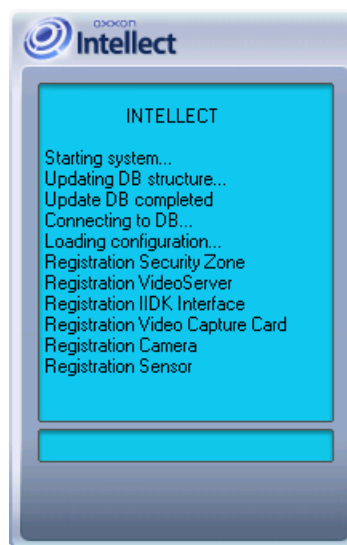 axxon
Intellect
INTELLECT
Starting system...
Updating DB structure...
Update DB completed
Connecting to DB...
Loading configuration...
Registration Security Zone
Registration VideoServer
Registration IIDK Interface
Registration Video Capture Card
Registration Camera
Registration Sensor